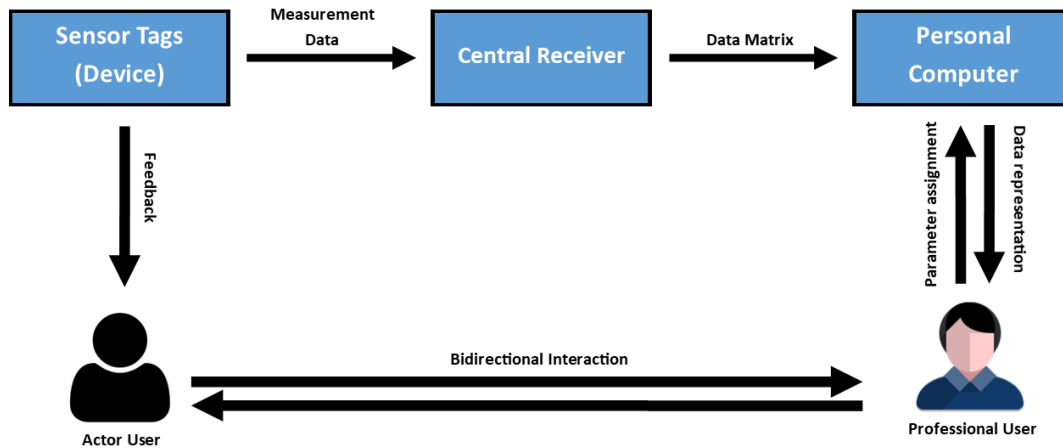 Sensor Tags
(Device)
Measurement
Data
Central Receiver
Data Matrix
Personal
Computer
Feedback
Parameter assignment
Data representation
Bidirectional Interaction
Actor User
Professional User